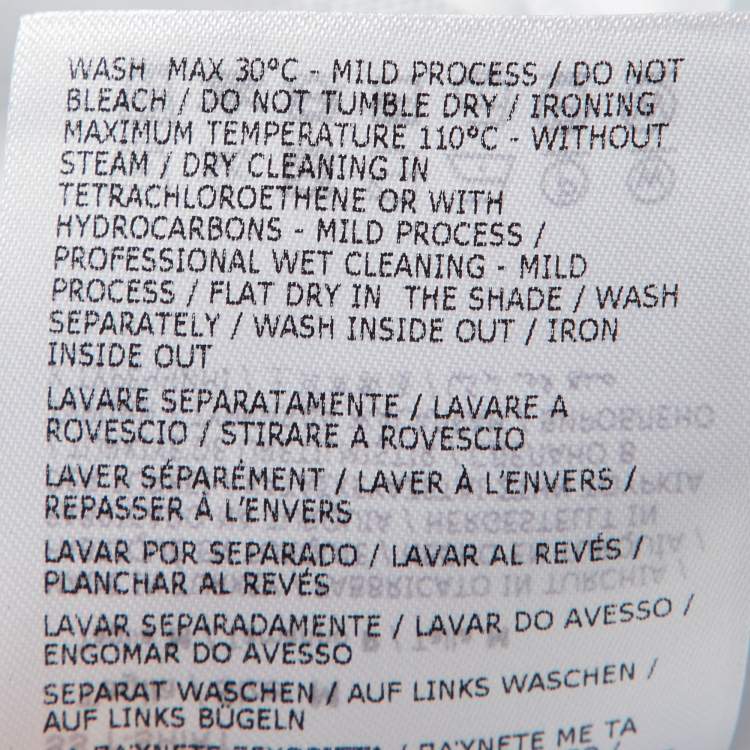 WASH MAX 30°C - MILD PROCESS / DO NOT
BLEACH / DO NOT TUMBLE DRY / IRONING
MAXIMUM TEMPERATURE 110°C - WITHOUT
STEAM / DRY CLEANING IN
TETRACHLOROETHENE OR WITH
HYDROCARBONS - MILD PROCESS /
PROFESSIONAL WET CLEANING - MILD
PROCESS / FLAT DRY IN THE SHADE / WASH
SEPARATELY / WASH INSIDE OUT / IRON
INSIDE OUT
LAVARE SEPARATAMENTE / LAVARE A
ROVESCIO / STIRARE A ROVESCIO
LAVER SÉPARÉMENT / LAVER À L'ENVERS /
REPASSER À L'ENVERS
LAVAR POR SEPARADO / LAVAR AL REVÉS /
PLANCHAR AL REVÉS
LAVAR SEPARADAMENTE / LAVAR DO AVESSO /
ENGOMAR DO AVESSO
SEPARAT WASCHEN / AUF LINKS WASCHEN /
AUF LINKS BÜGELN
ME TA